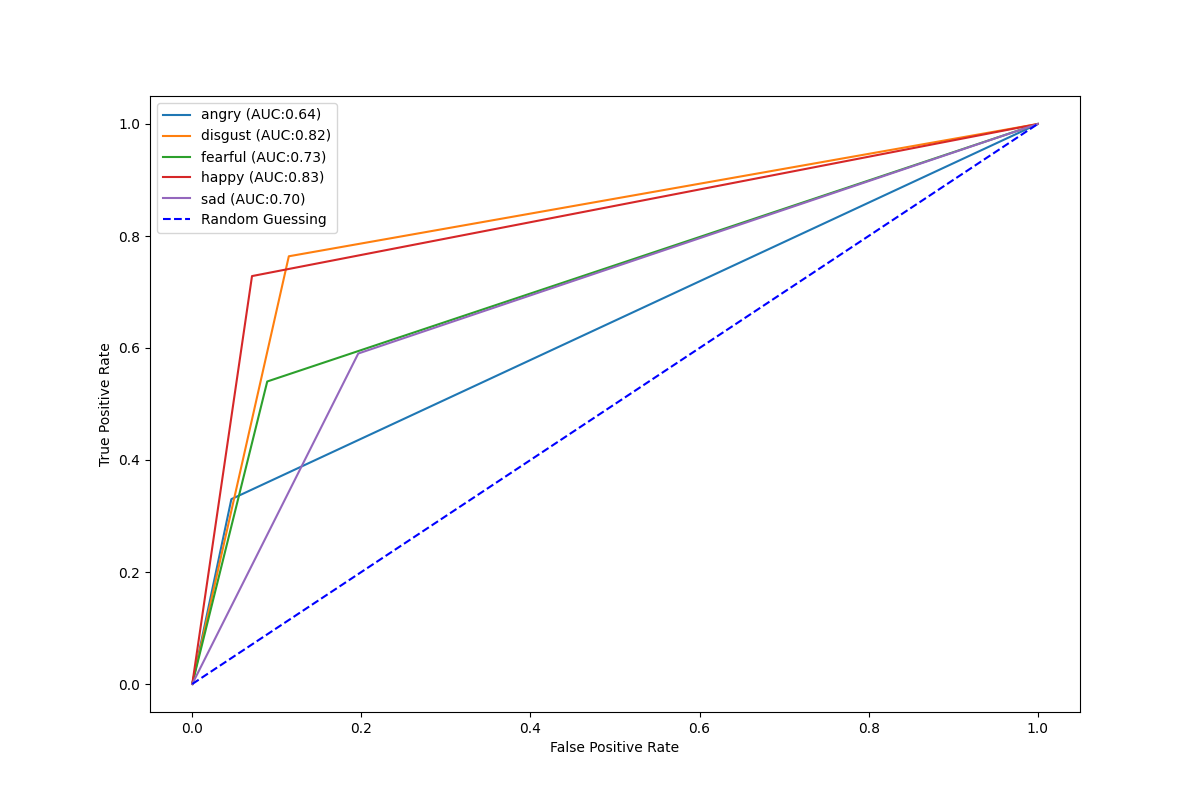 angry (AUC:0.64)
disgust (AUC:0.82)
fearful (AUC:0.73)
happy (AUC:0.83)
sad (AUC:0.70)
Random Guessing
True Positive Rate
1.0
0.8
0.6
0.4
0.2
0.0
0.0 0.2 0.4 0.6 0.8 1.0
False Positive Rate